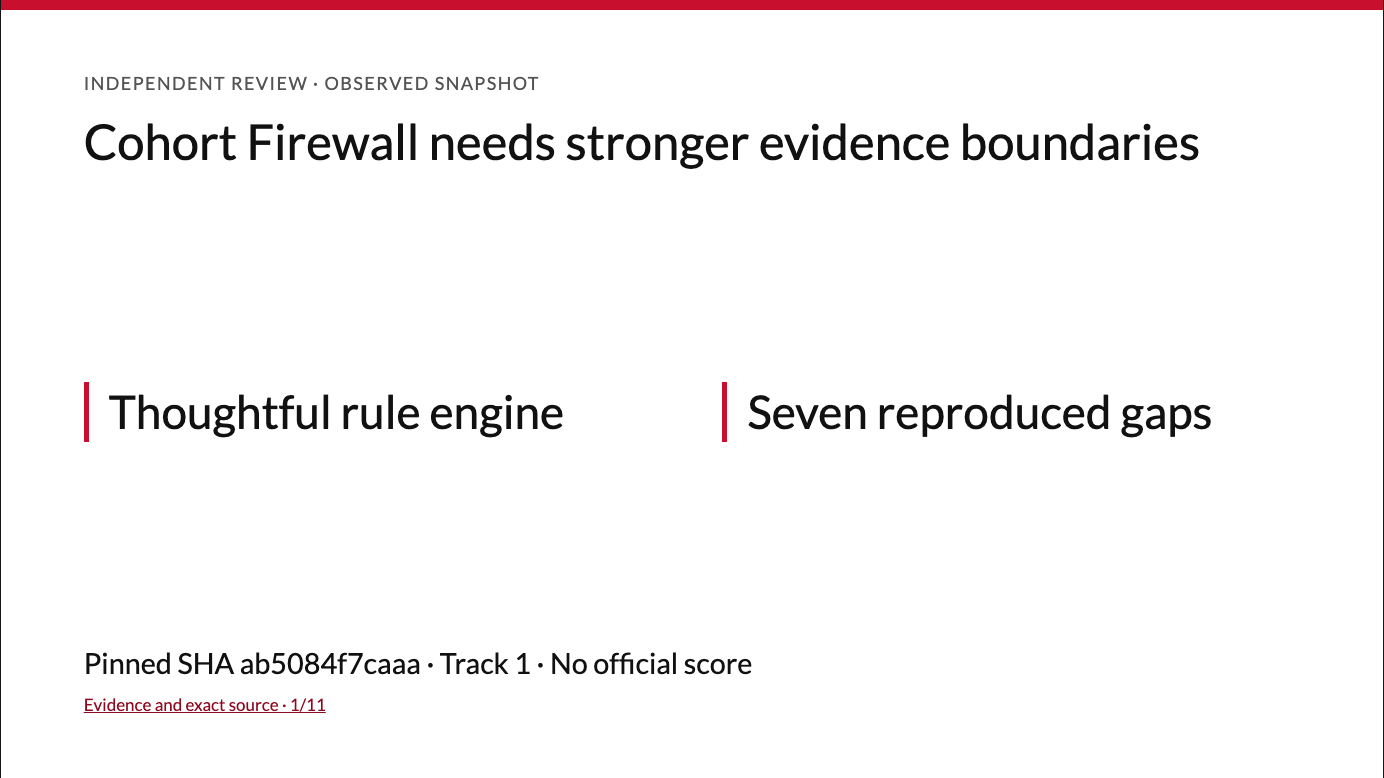 INDEPENDENT REVIEW · OBSERVED SNAPSHOT
Cohort Firewall needs stronger evidence boundaries
Thoughtful rule engine
Seven reproduced gaps
Pinned SHA ab5084f7caaa · Track 1 · No official score
Evidence and exact source · 1/11